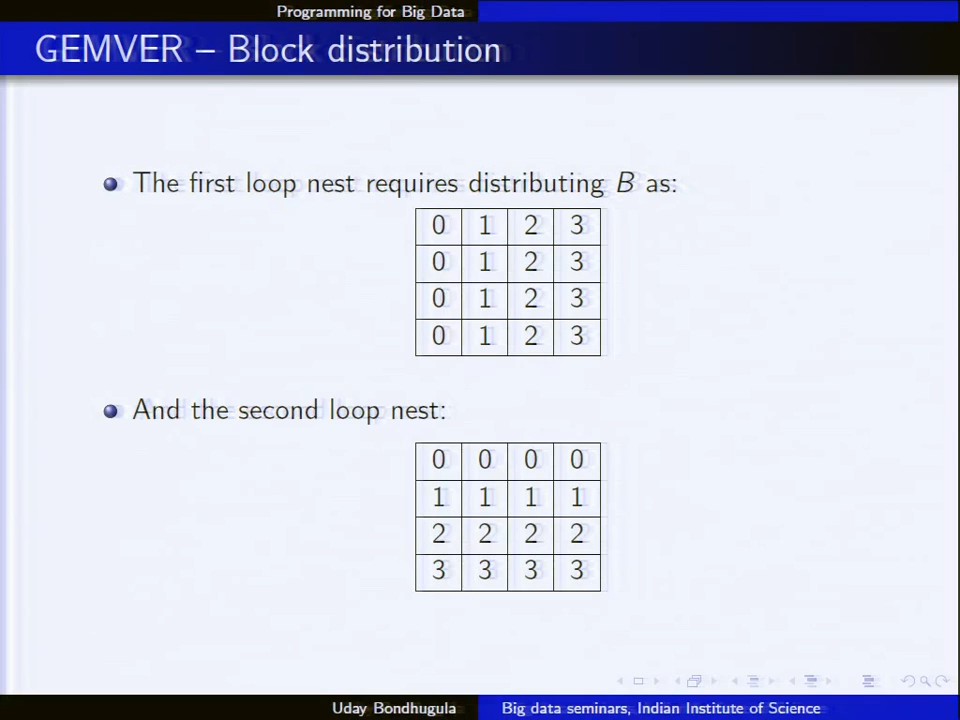 Programming for Big Data
GEMVER – Block distribution
The first loop nest requires distributing B as:
0 1 2 3
0 1 2 3
0 1 2 3
0 1 2 3
And the second loop nest:
0 0 0 0
1 1 1 1
2 2 2 2
3 3 3 3
Uday Bondhugula Big data seminars, Indian Institute of Science